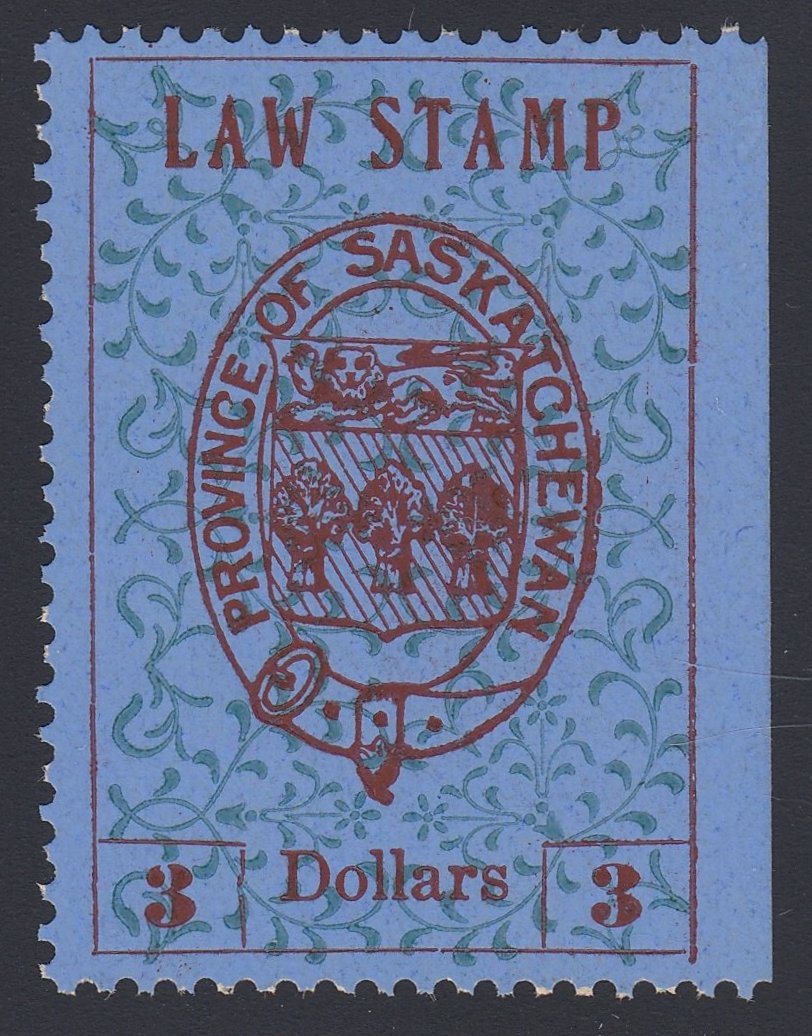 LAW STAMP
PROVINCE OF SASKATCHEWAN
3 Dollars 3